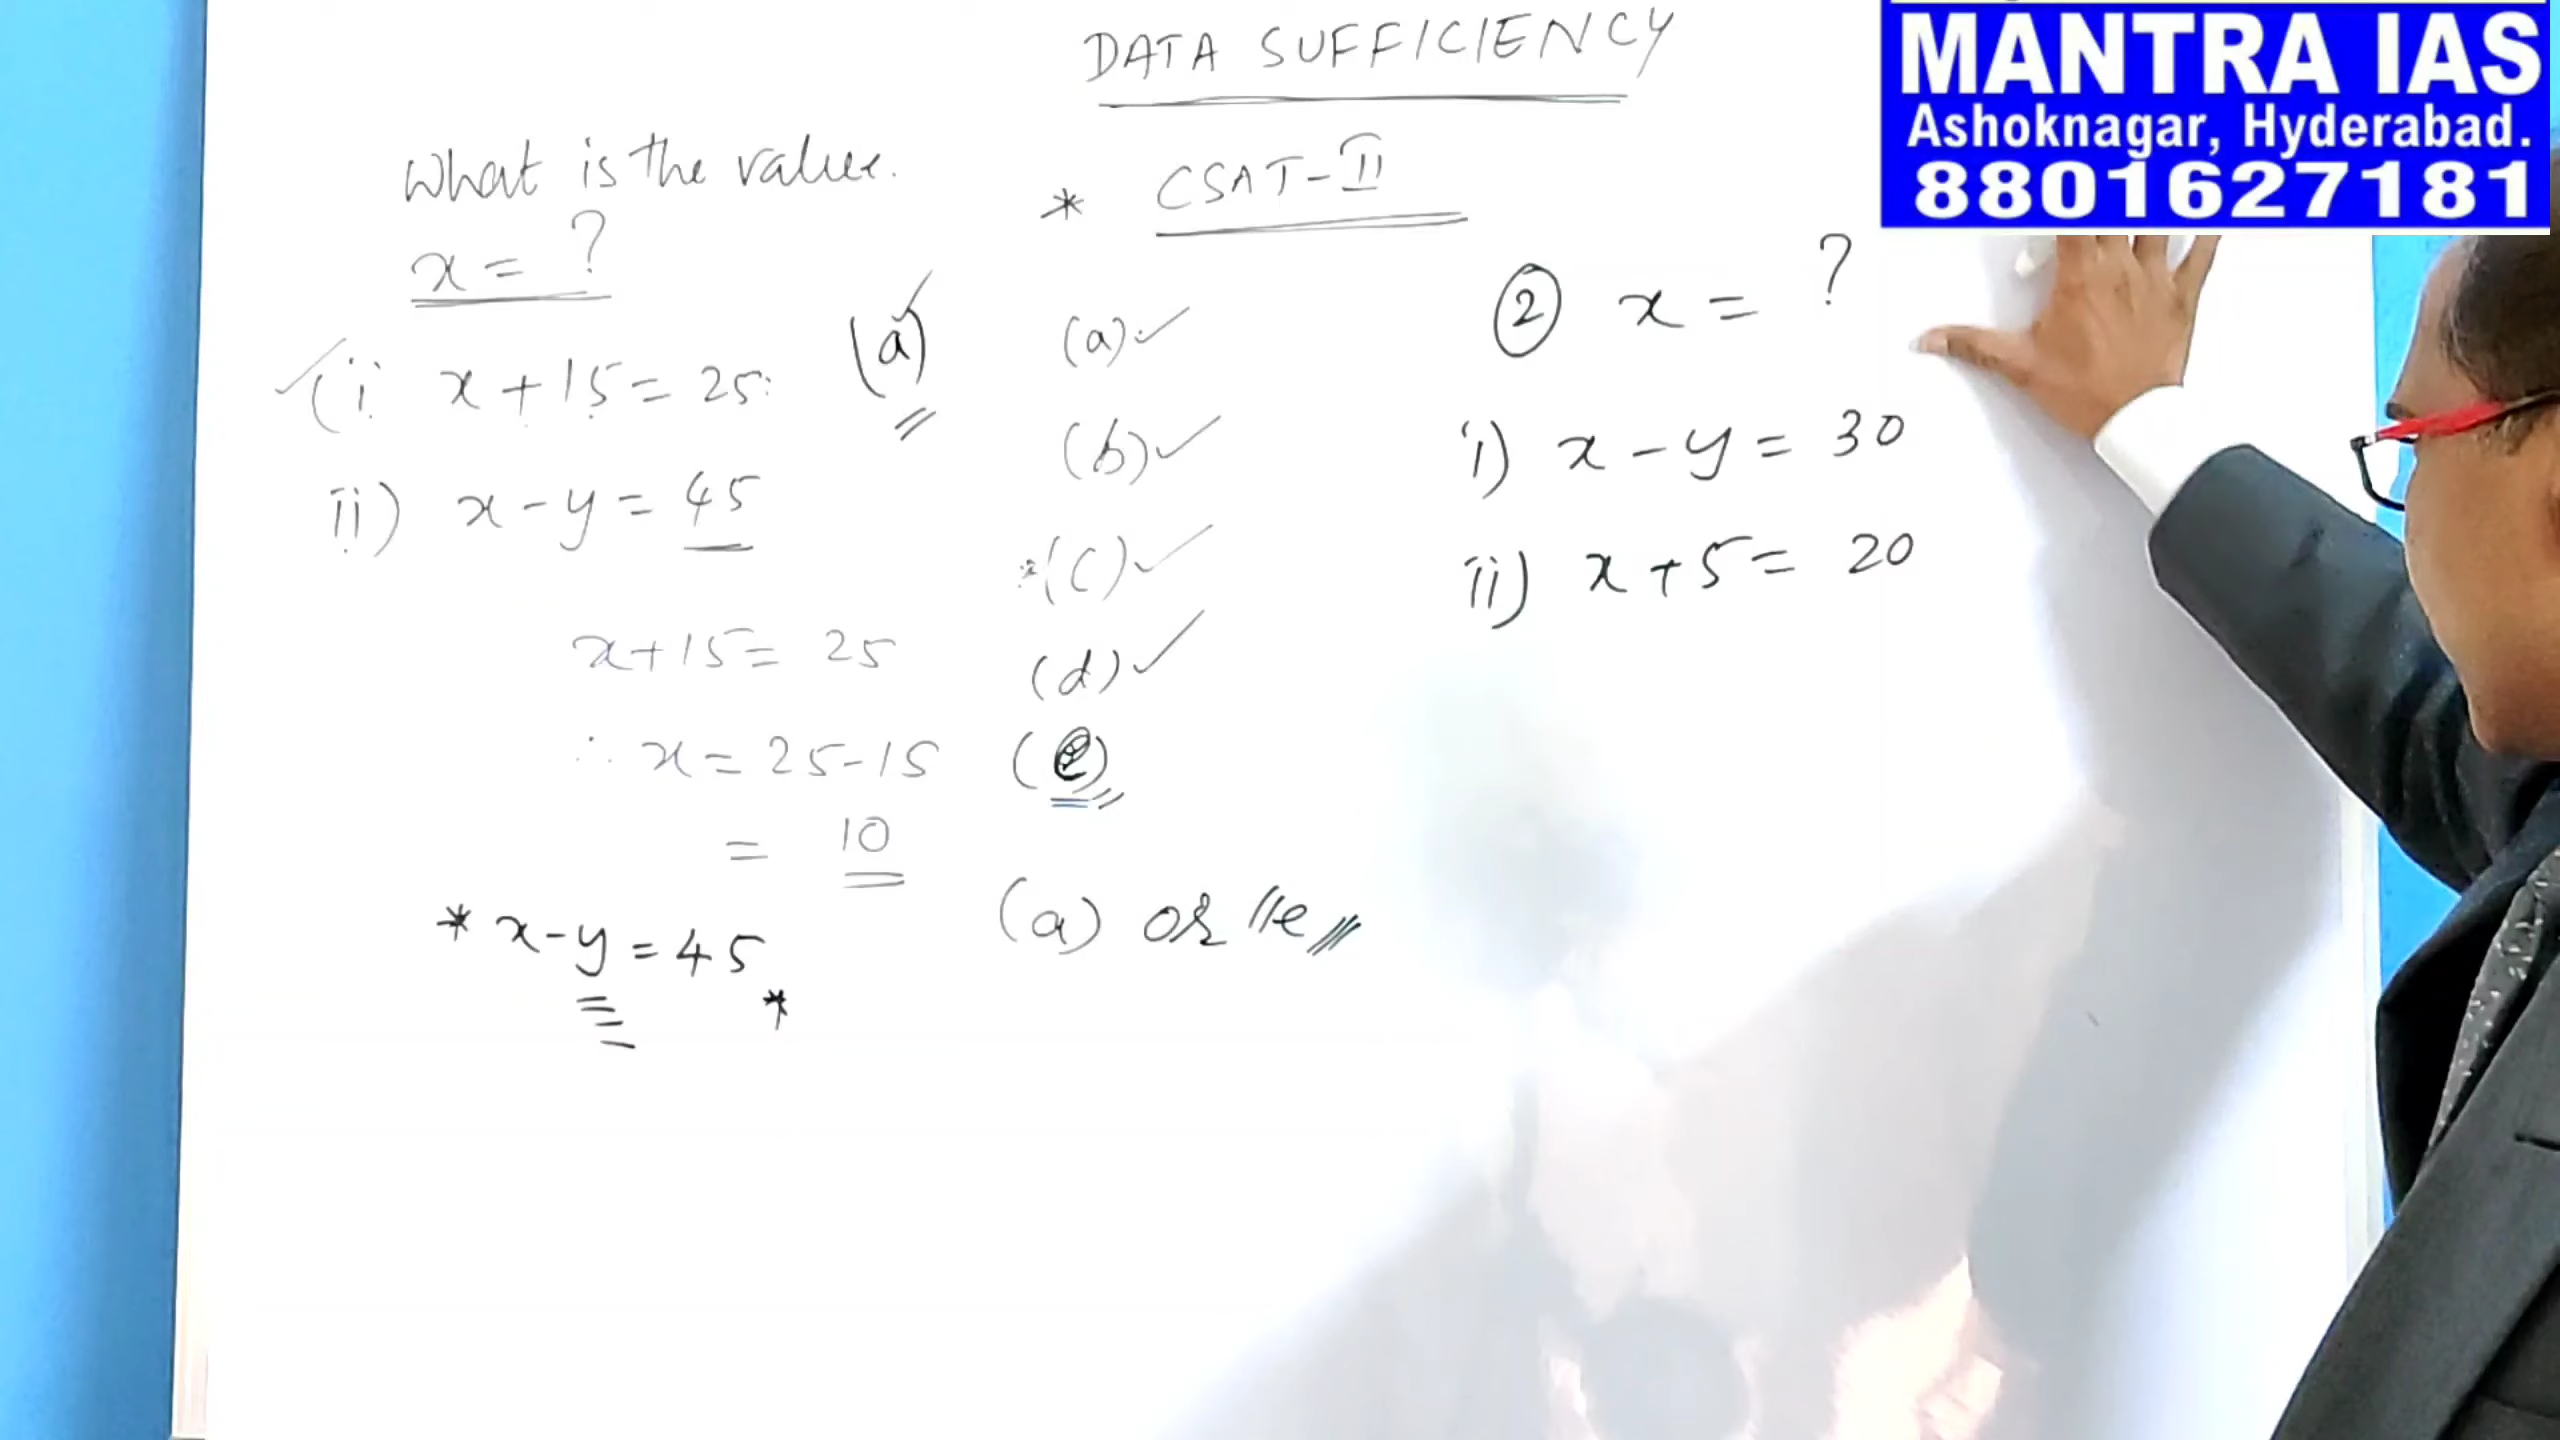 DATA SUFFICIENCY
MANTRA IAS
Ashoknagar, Hyderabad.
8801627181
What is the value.
x = ?
* CSAT-II
(i x + 15 = 25
ii) x - y = 45
x + 15 = 25
∴ x = 25 - 15
= 10
* x - y = 45 *
(a)
(a)
(b)
(c)
(d)
(e)
(a) or
② x = ?
i) x - y = 30
ii) x + 5 = 20